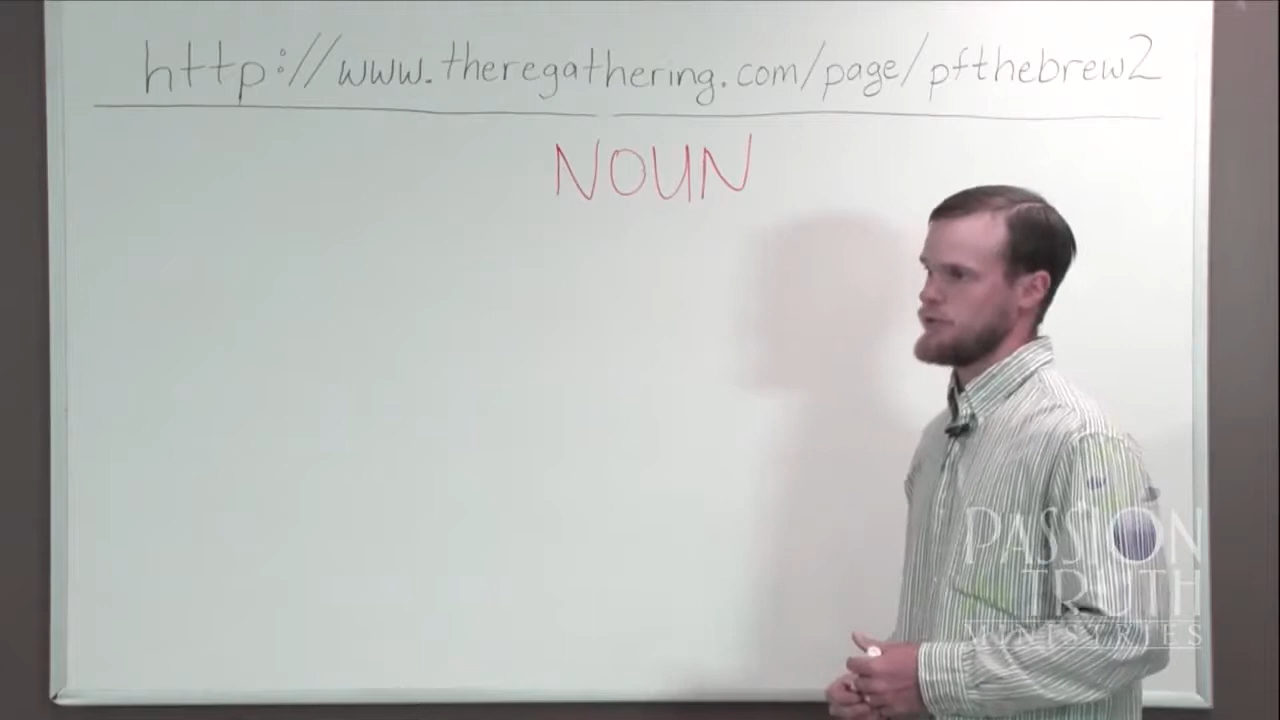 http://www.theregathering.com/page/pfthebrew2
NOUN
PASSION
TRUTH
MINISTRIES